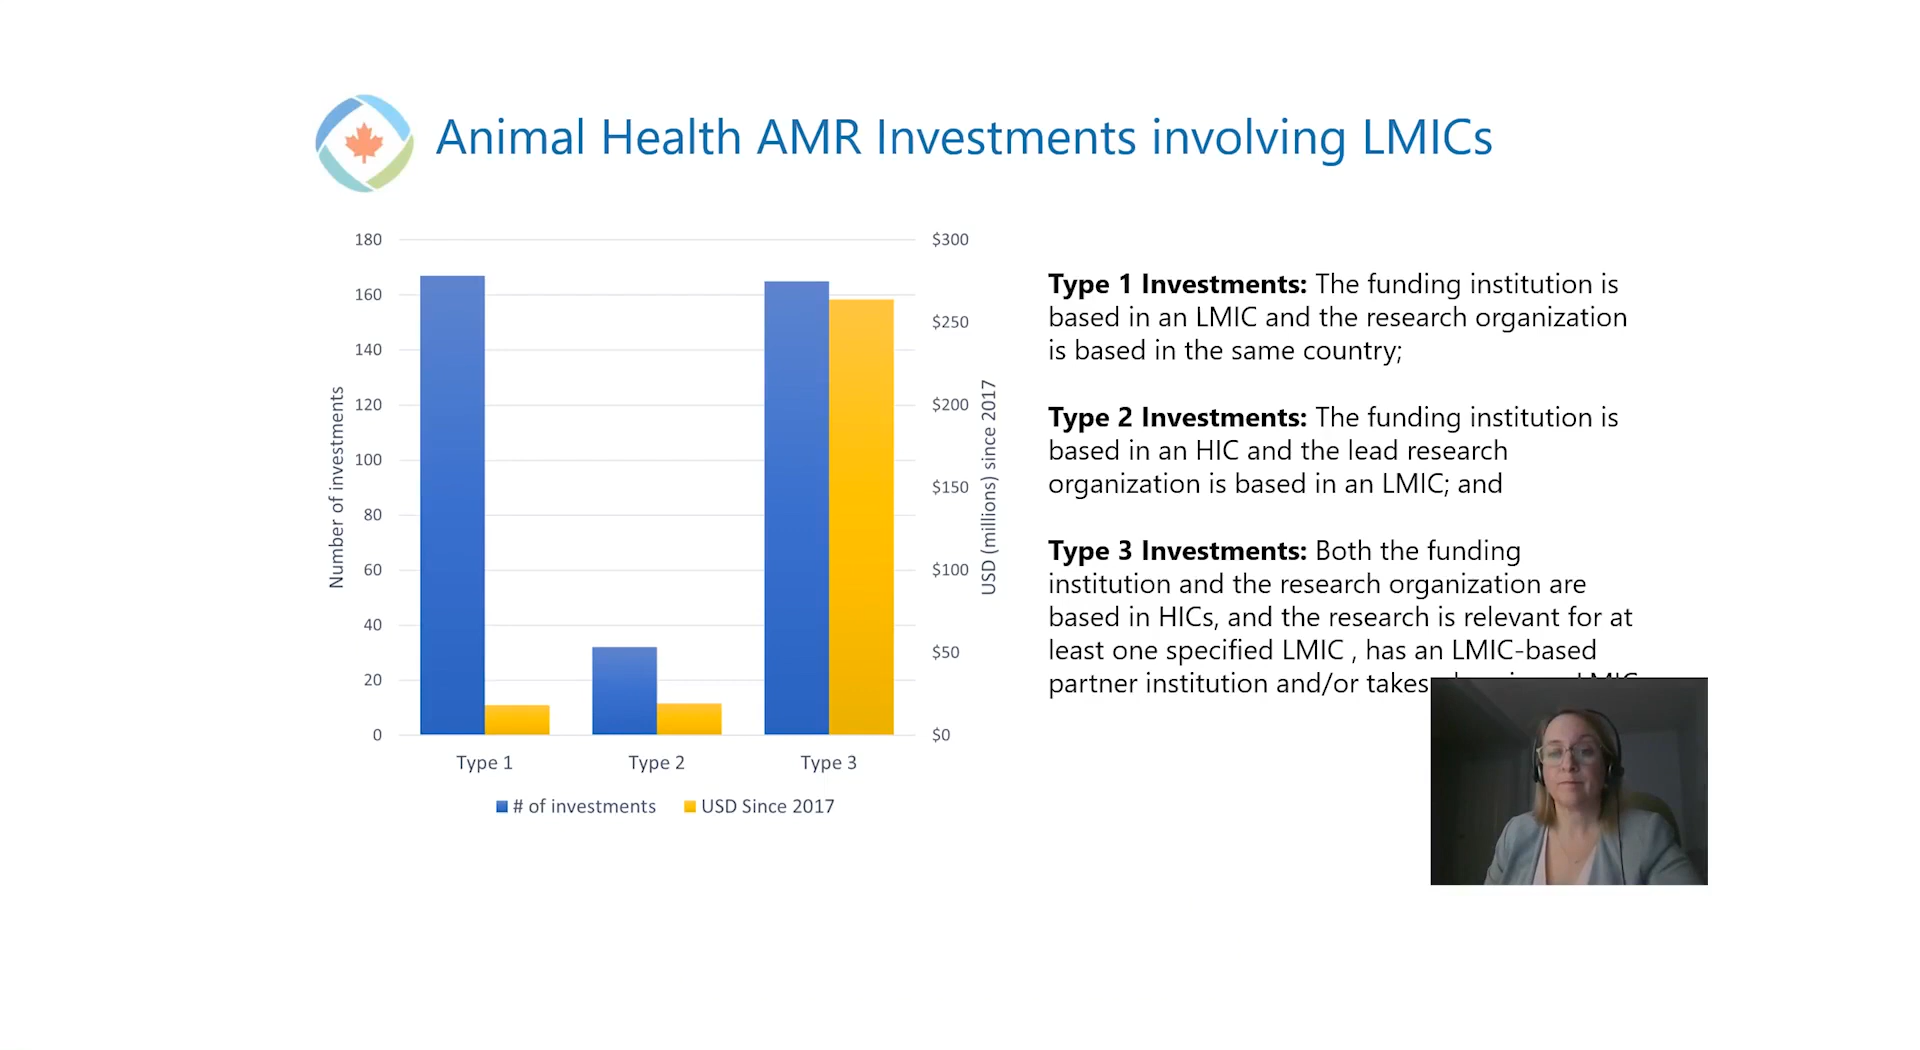 Animal Health AMR Investments involving LMICs
180
160
140
120
100
80
60
40
20
0
Number of investments
$300
$250
$200
$150
$100
$50
$0
USD (millions) since 2017
Type 1
Type 2
Type 3
# of investments
USD Since 2017
Type 1 Investments: The funding institution is
based in an LMIC and the research organization
is based in the same country;
Type 2 Investments: The funding institution is
based in an HIC and the lead research
organization is based in an LMIC; and
Type 3 Investments: Both the funding
institution and the research organization are
based in HICs, and the research is relevant for at
least one specified LMIC , has an LMIC-based
partner institution and/or takes